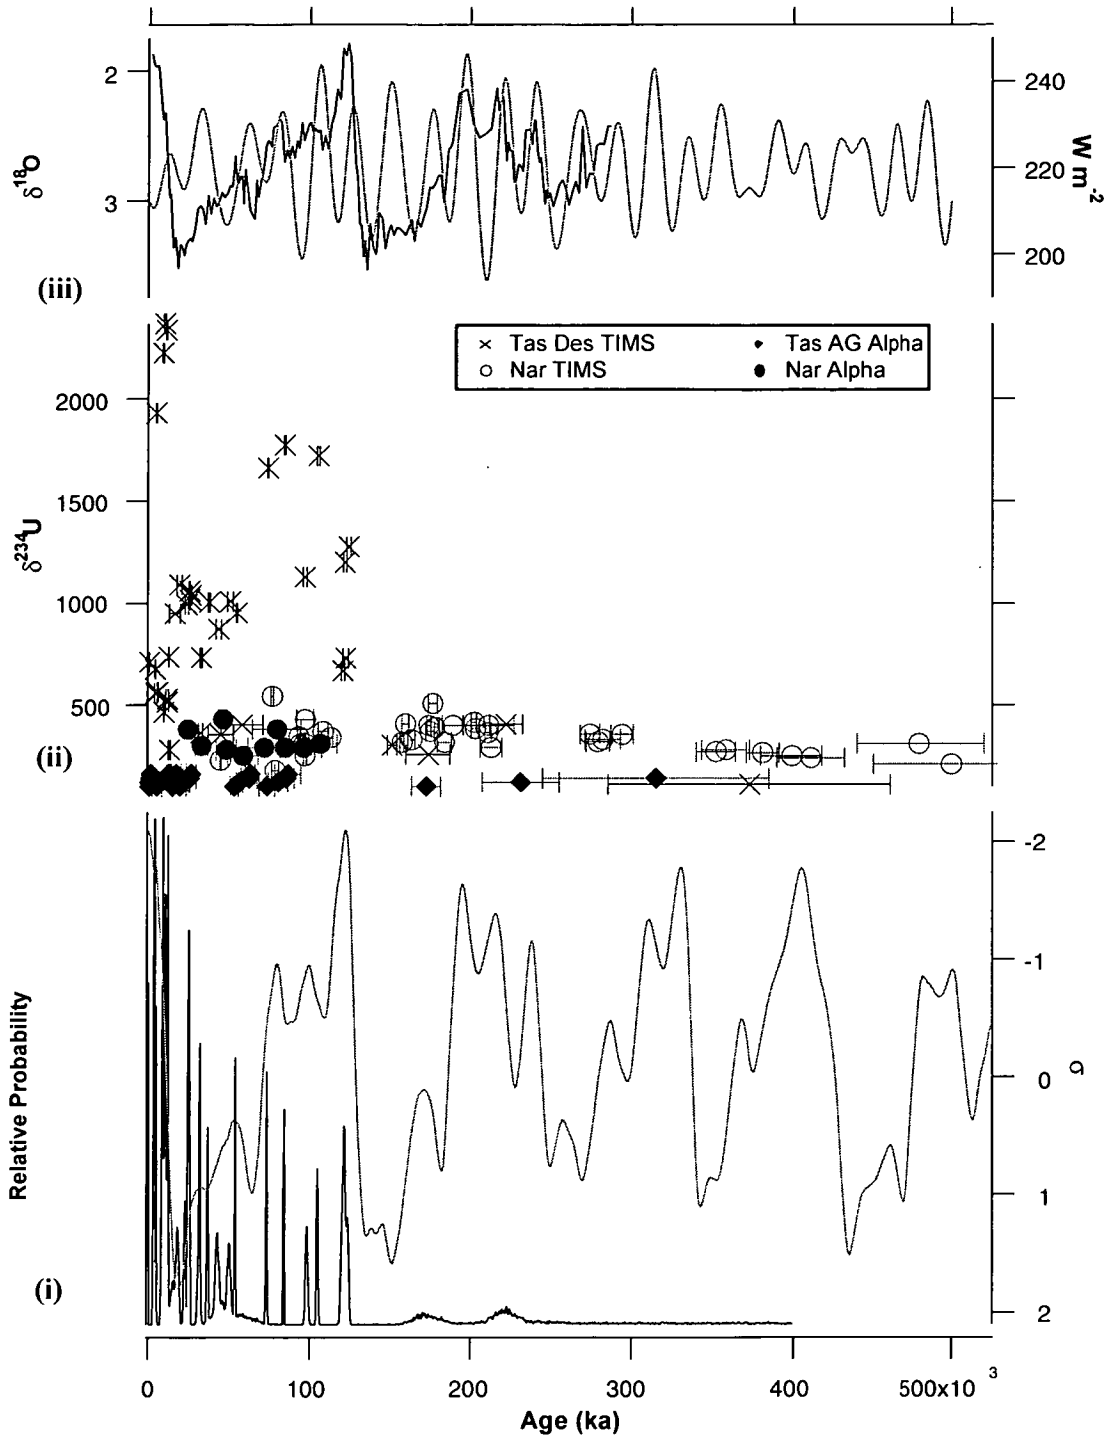 2
3
δ18O
240
220
200
W m-2
(iii)
Tas Des TIMS
Nar TIMS
Tas AG Alpha
Nar Alpha
2000
1500
1000
500
δ234U
(ii)
-2
-1
0
1
2
σ
Relative Probability
(i)
0
100
200
300
400
500x10 3
Age (ka)